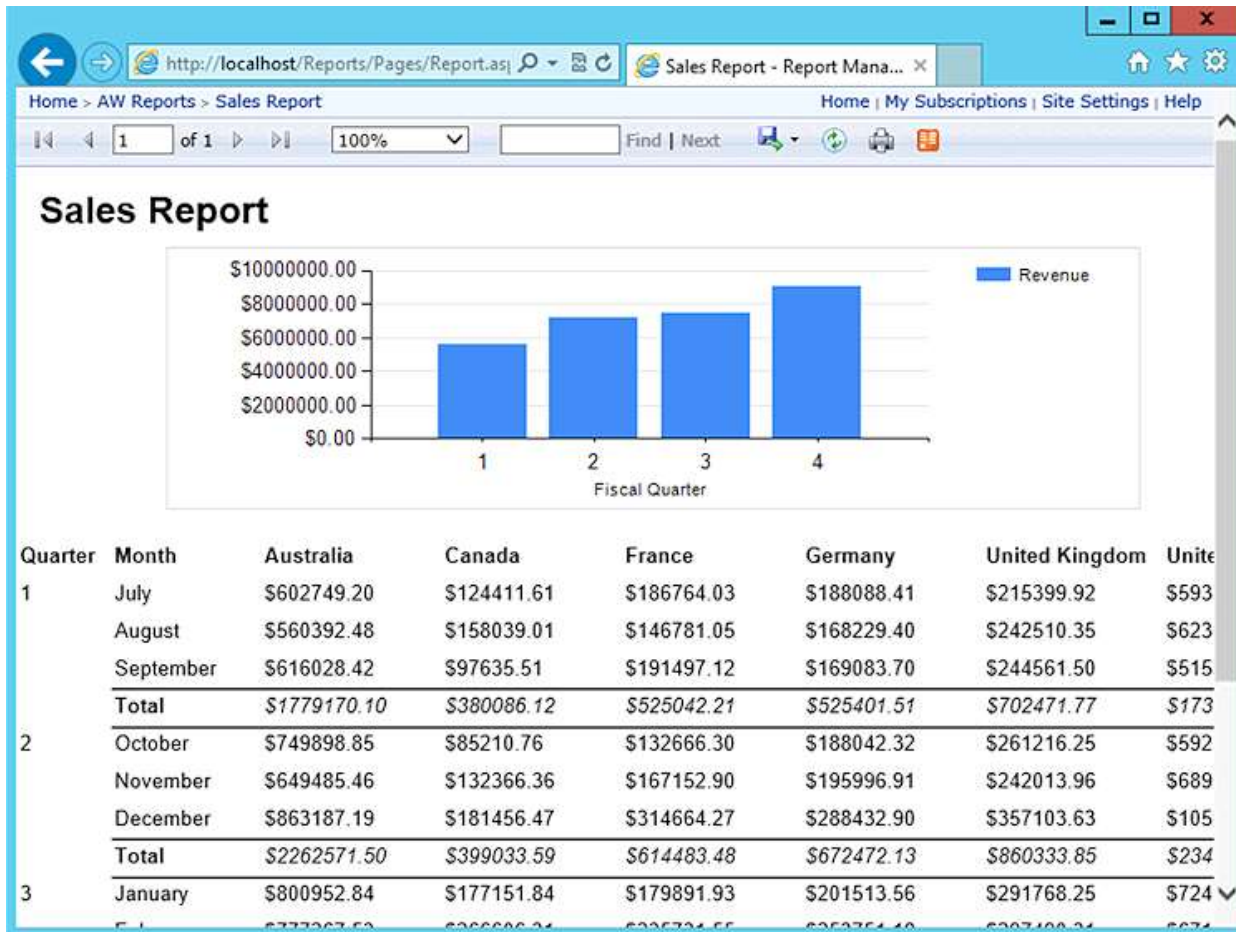 http://localhost/Reports/Pages/Report.as
Sales Report - Report Mana...
Home > AW Reports > Sales Report
Home | My Subscriptions | Site Settings | Help
1 of 1 100% Find | Next
Sales Report
$10000000.00
$8000000.00
$6000000.00
$4000000.00
$2000000.00
$0.00
Revenue
1 2 3 4
Fiscal Quarter
Quarter Month Australia Canada France Germany United Kingdom Unite
1 July $602749.20 $124411.61 $186764.03 $188088.41 $215399.92 $593
August $560392.48 $158039.01 $146781.05 $168229.40 $242510.35 $623
September $616028.42 $97635.51 $191497.12 $169083.70 $244561.50 $515
Total $1779170.10 $380086.12 $525042.21 $525401.51 $702471.77 $173
2 October $749898.85 $85210.76 $132666.30 $188042.32 $261216.25 $592
November $649485.46 $132366.36 $167152.90 $195996.91 $242013.96 $689
December $863187.19 $181456.47 $314664.27 $288432.90 $357103.63 $105
Total $2262571.50 $399033.59 $614483.48 $672472.13 $860333.85 $234
3 January $800952.84 $177151.84 $179891.93 $201513.56 $291768.25 $724